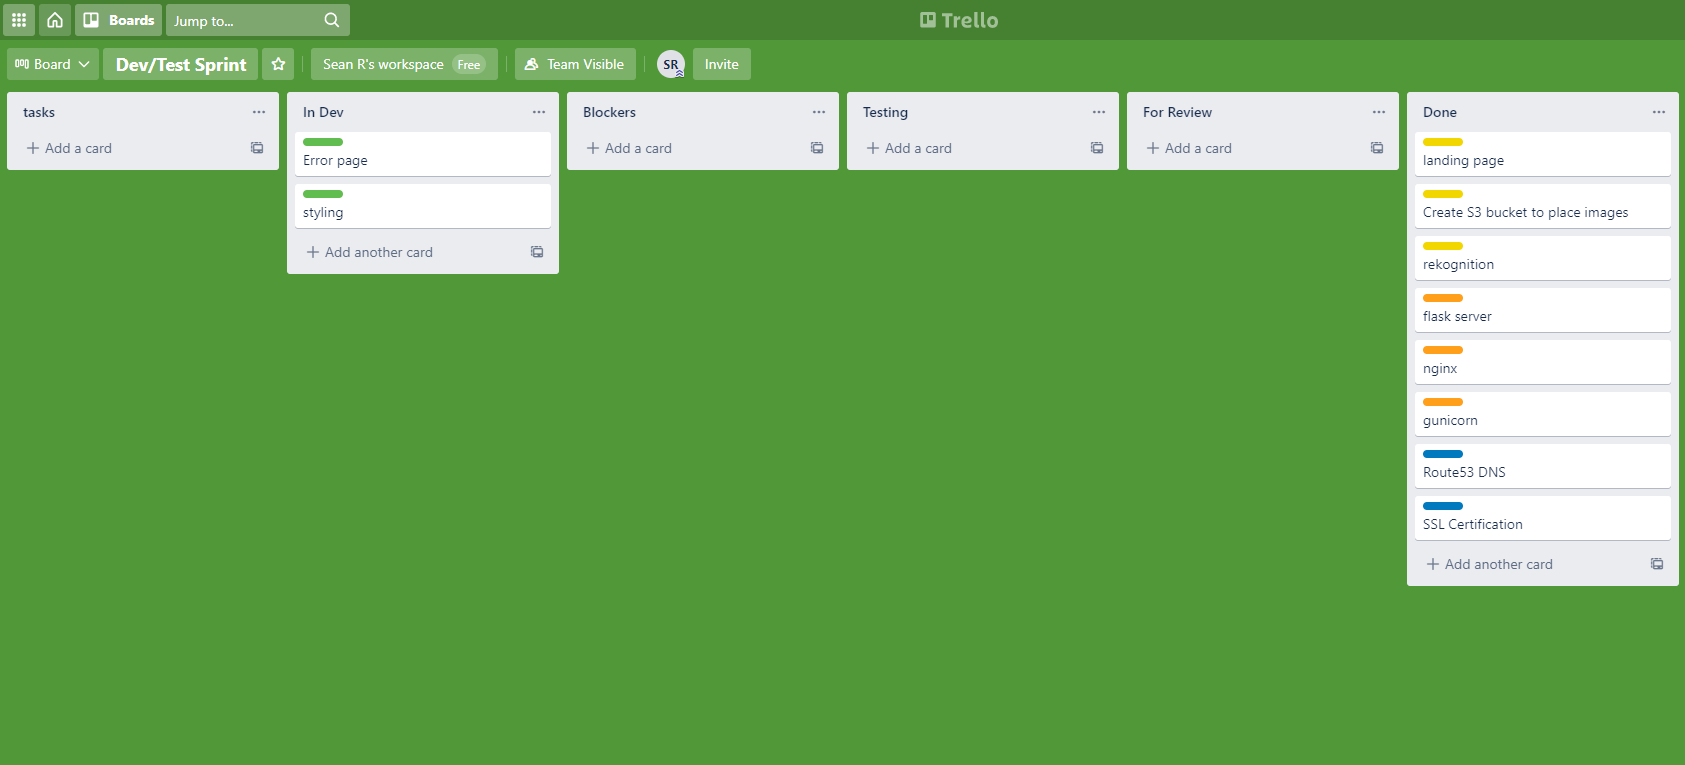 Boards
Jump to...
Trello
Board
Dev/Test Sprint
Sean R's workspace Free
Team Visible
SR
Invite
tasks
Add a card
In Dev
Error page
styling
Add another card
Blockers
Add a card
Testing
Add a card
For Review
Add a card
Done
landing page
Create S3 bucket to place images
rekognition
flask server
nginx
gunicorn
Route53 DNS
SSL Certification
Add another card